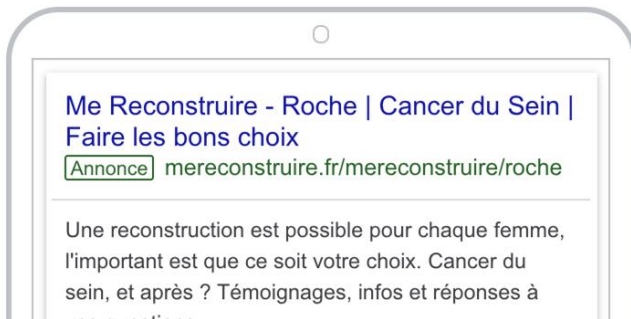 Me Reconstruire - Roche | Cancer du Sein |
Faire les bons choix
Annonce mereconstruire.fr/mereconstruire/roche
Une reconstruction est possible pour chaque femme,
l'important est que ce soit votre choix. Cancer du
sein, et après ? Témoignages, infos et réponses à